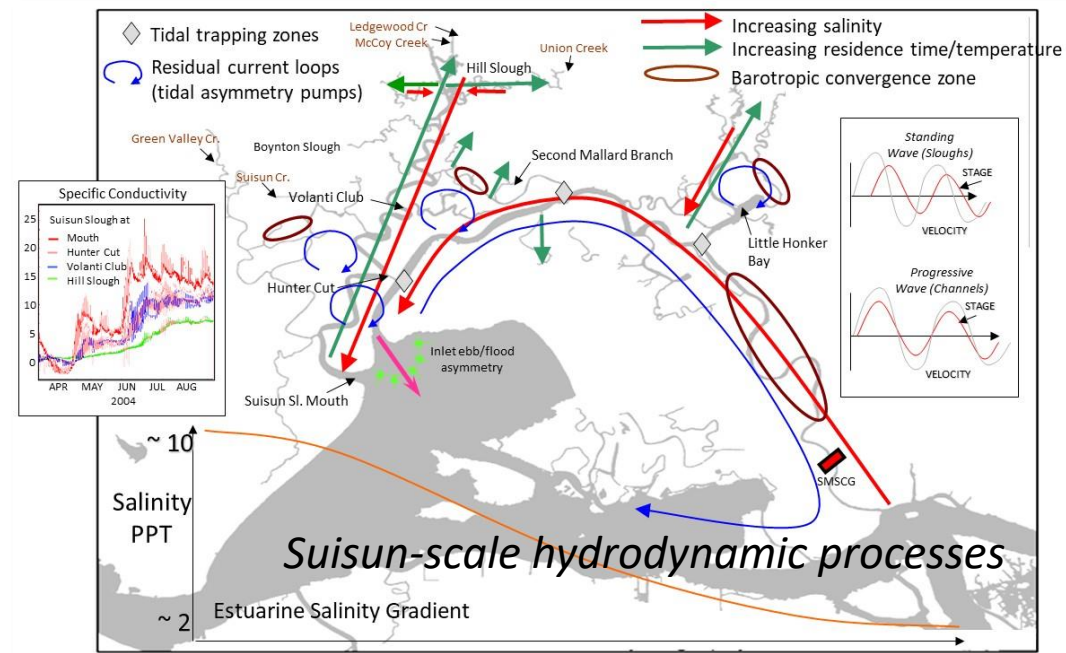 Tidal trapping zones
Residual current loops
(tidal asymmetry pumps)
Ledgewood Cr
McCoy Creek
Union Creek
Hill Slough
Increasing salinity
Increasing residence time/temperature
Barotropic convergence zone
Green Valley Cr.
Boynton Slough
Suisun Cr.
Volanti Club
Second Mallard Branch
Little Honker
Bay
Hunter Cut
Inlet ebb/flood
asymmetry
Suisun Sl. Mouth
SMSCG
Standing
Wave (Sloughs)
STAGE
VELOCITY
Progressive
Wave (Channels)
STAGE
VELOCITY
Specific Conductivity
Suisun Slough at
Mouth
Hunter Cut
Volanti Club
Hill Slough
25
20
15
10
5
0
APR MAY JUN JUL AUG
2004
~ 10
Salinity
PPT
~ 2
Suisun-scale hydrodynamic processes
Estuarine Salinity Gradient